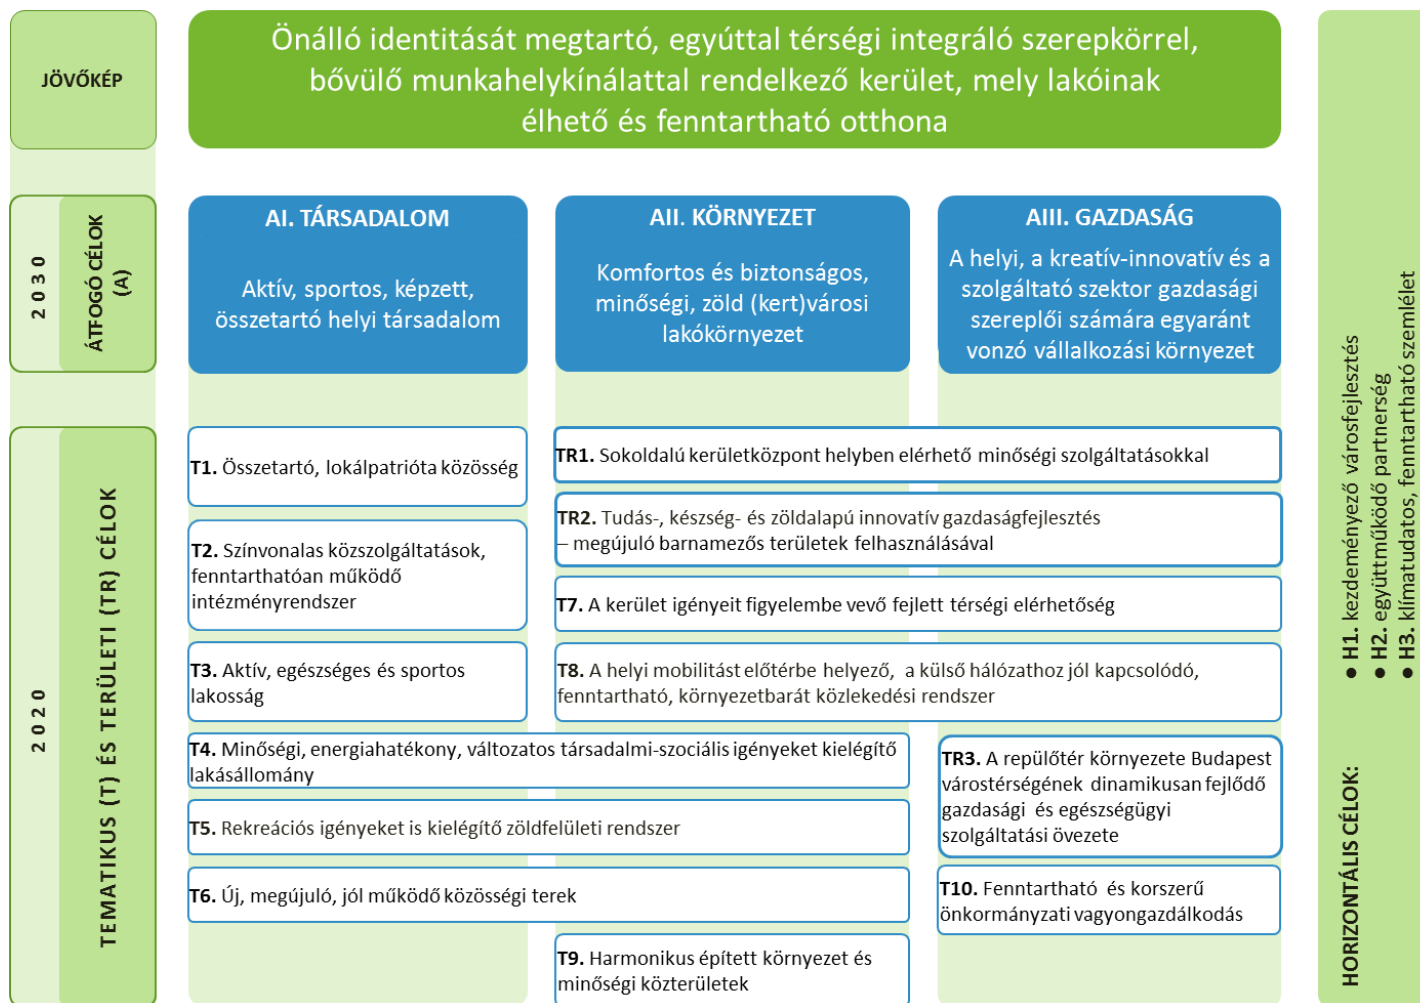 JÖVŐKÉP
Önálló identitását megtartó, egyúttal térségi integráló szerepkörrel,
bővülő munkahelykínálattal rendelkező kerület, mely lakóinak
élhető és fenntartható otthona
2030
ÁTFOGÓ CÉLOK
(A)
AI. TÁRSADALOM
Aktív, sportos, képzett,
összetartó helyi társadalom
AII. KÖRNYEZET
Komfortos és biztonságos,
minőségi, zöld (kert)városi
lakókörnyezet
AIII. GAZDASÁG
A helyi, a kreatív-innovatív és a
szolgáltató szektor gazdasági
szereplői számára egyaránt
vonzó vállalkozási környezet
2020
TEMATIKUS (T) ÉS TERÜLETI (TR) CÉLOK
T1. Összetartó, lokálpatrióta közösség
T2. Színvonalas közszolgáltatások,
fenntarthatóan működő
intézményrendszer
T3. Aktív, egészséges és sportos
lakosság
TR1. Sokoldalú kerületközpont helyben elérhető minőségi szolgáltatásokkal
TR2. Tudás-, készség- és zöldalapú innovatív gazdaságfejlesztés
– megújuló barnamezős területek felhasználásával
T7. A kerület igényeit figyelembe vevő fejlett térségi elérhetőség
T8. A helyi mobilitást előtérbe helyező, a külső hálózathoz jól kapcsolódó,
fenntartható, környezetbarát közlekedési rendszer
T4. Minőségi, energiahatékony, változatos társadalmi-szociális igényeket kielégítő
lakásállomány
T5. Rekreációs igényeket is kielégítő zöldfelületi rendszer
T6. Új, megújuló, jól működő közösségi terek
T9. Harmonikus épített környezet és
minőségi közterületek
TR3. A repülőtér környezete Budapest
várostérségének dinamikusan fejlődő
gazdasági és egészségügyi
szolgáltatási övezete
T10. Fenntartható és korszerű
önkormányzati vagyongazdálkodás
HORIZONTÁLIS CÉLOK:
● H1. kezdeményező városfejlesztés
● H2. együttműködő partnerség
● H3. klímatudatos, fenntartható szemlélet